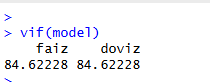 >
> vif(model)
    faiz    doviz
84.62228 84.62228
>